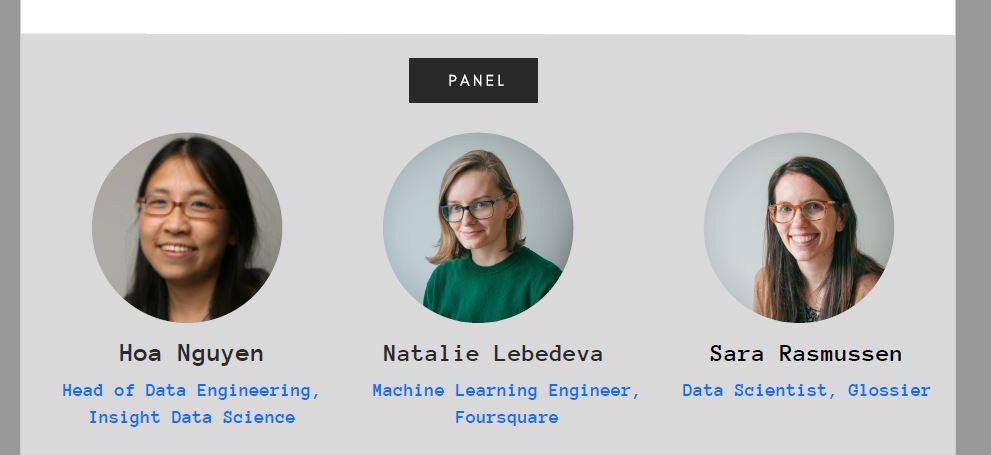 PANEL
Hoa Nguyen
Head of Data Engineering,
Insight Data Science
Natalie Lebedeva
Machine Learning Engineer,
Foursquare
Sara Rasmussen
Data Scientist, Glossier